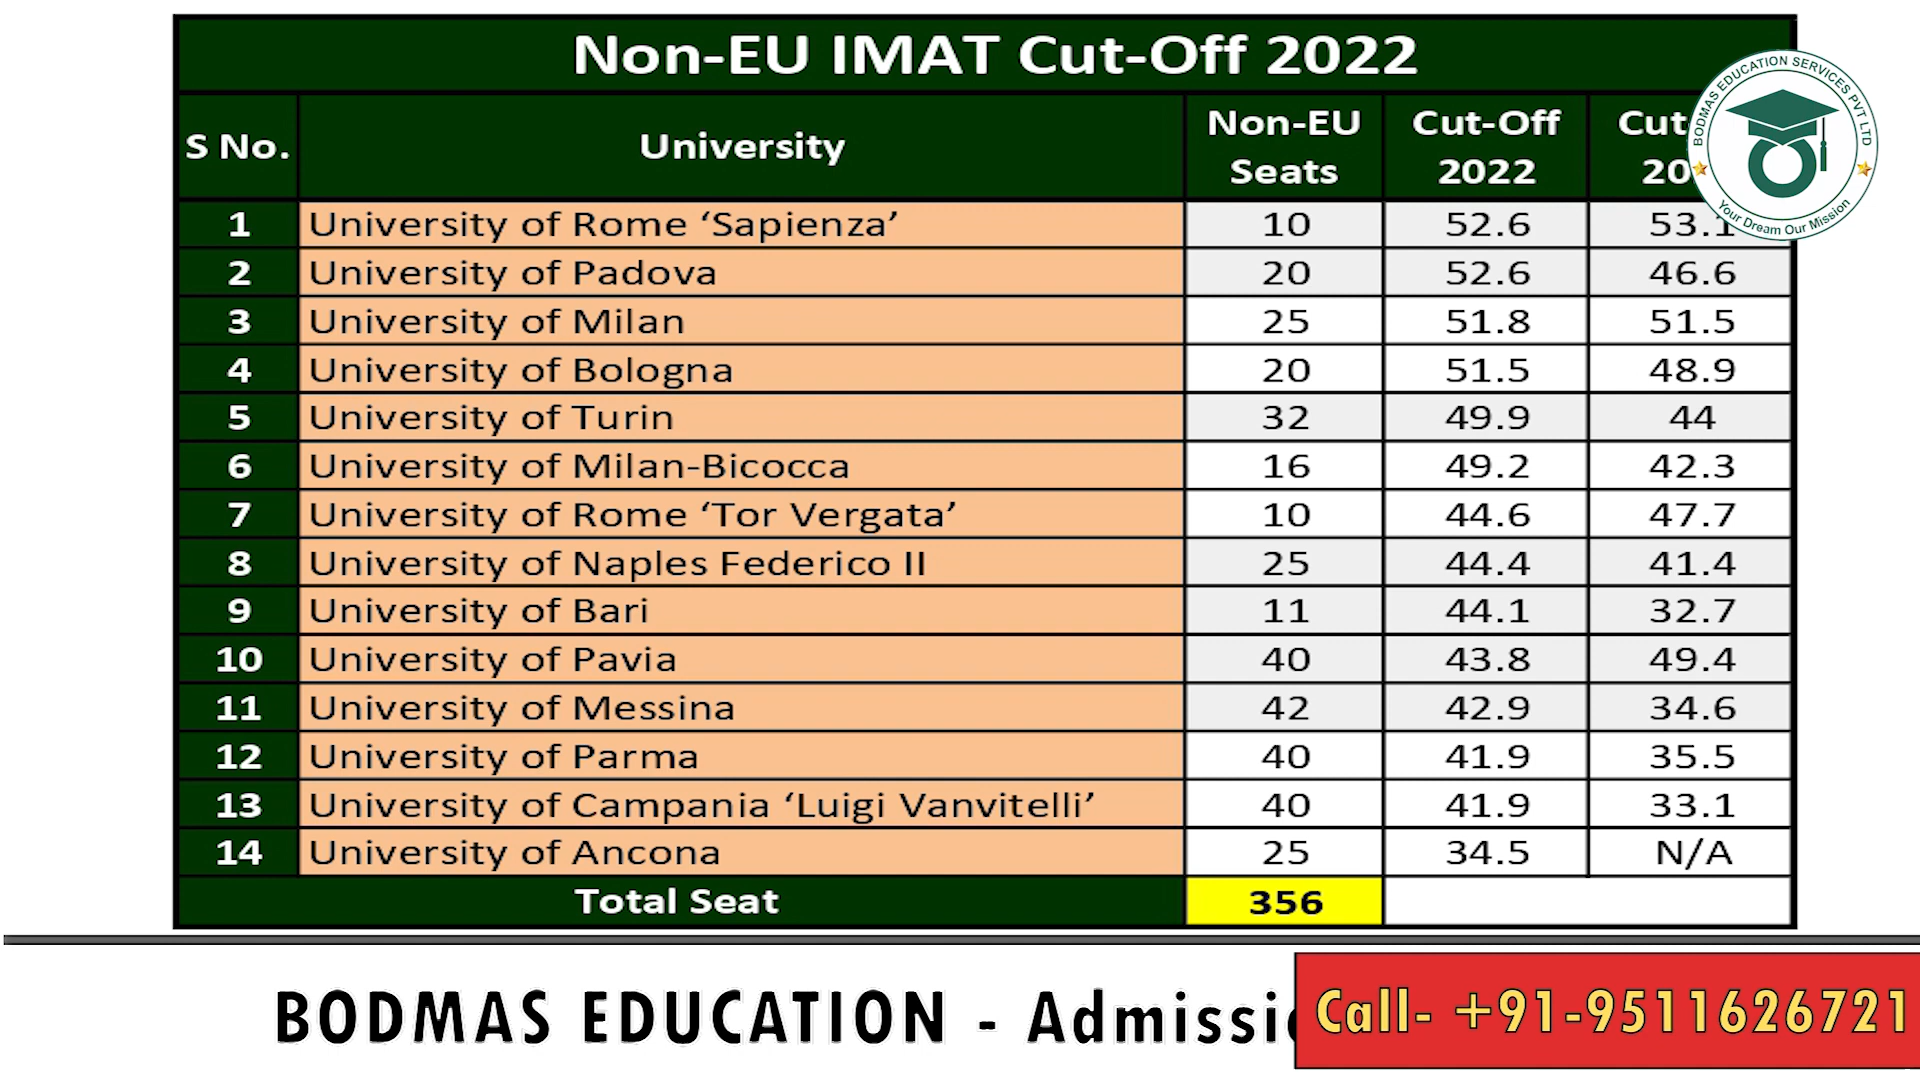 Non-EU IMAT Cut-Off 2022
S No. University Non-EU Seats Cut-Off 2022
1 University of Rome ‘Sapienza’ 10 52.6 53.1
2 University of Padova 20 52.6 46.6
3 University of Milan 25 51.8 51.5
4 University of Bologna 20 51.5 48.9
5 University of Turin 32 49.9 44
6 University of Milan-Bicocca 16 49.2 42.3
7 University of Rome ‘Tor Vergata’ 10 44.6 47.7
8 University of Naples Federico II 25 44.4 41.4
9 University of Bari 11 44.1 32.7
10 University of Pavia 40 43.8 49.4
11 University of Messina 42 42.9 34.6
12 University of Parma 40 41.9 35.5
13 University of Campania ‘Luigi Vanvitelli’ 40 41.9 33.1
14 University of Ancona 25 34.5 N/A
Total Seat 356
BODMAS EDUCATION SERVICES PVT LTD
Your Dream Our Mission
BODMAS EDUCATION - Admissi
Call- +91-9511626721